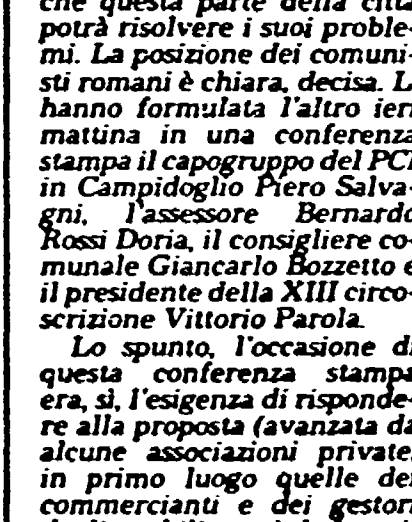 che questa parte della città
potrà risolvere i suoi proble-
mi. La posizione dei comuni-
sti romani è chiara, decisa. L
hanno formulata l'altro ieri
mattina in una conferenza
stampa il capogruppo del PCI
in Campidoglio Piero Salva-
gni, l'assessore Bernardo
Rossi Doria, il consigliere co-
munale Giancarlo Bozzetto e
il presidente della XIII circo-
scrizione Vittorio Parola.
Lo spunto, l'occasione di
questa conferenza stampa
era, sì, l'esigenza di risponde-
re alla proposta (avanzata da
alcune associazioni private,
in primo luogo quelle dei
commercianti e dei gestori